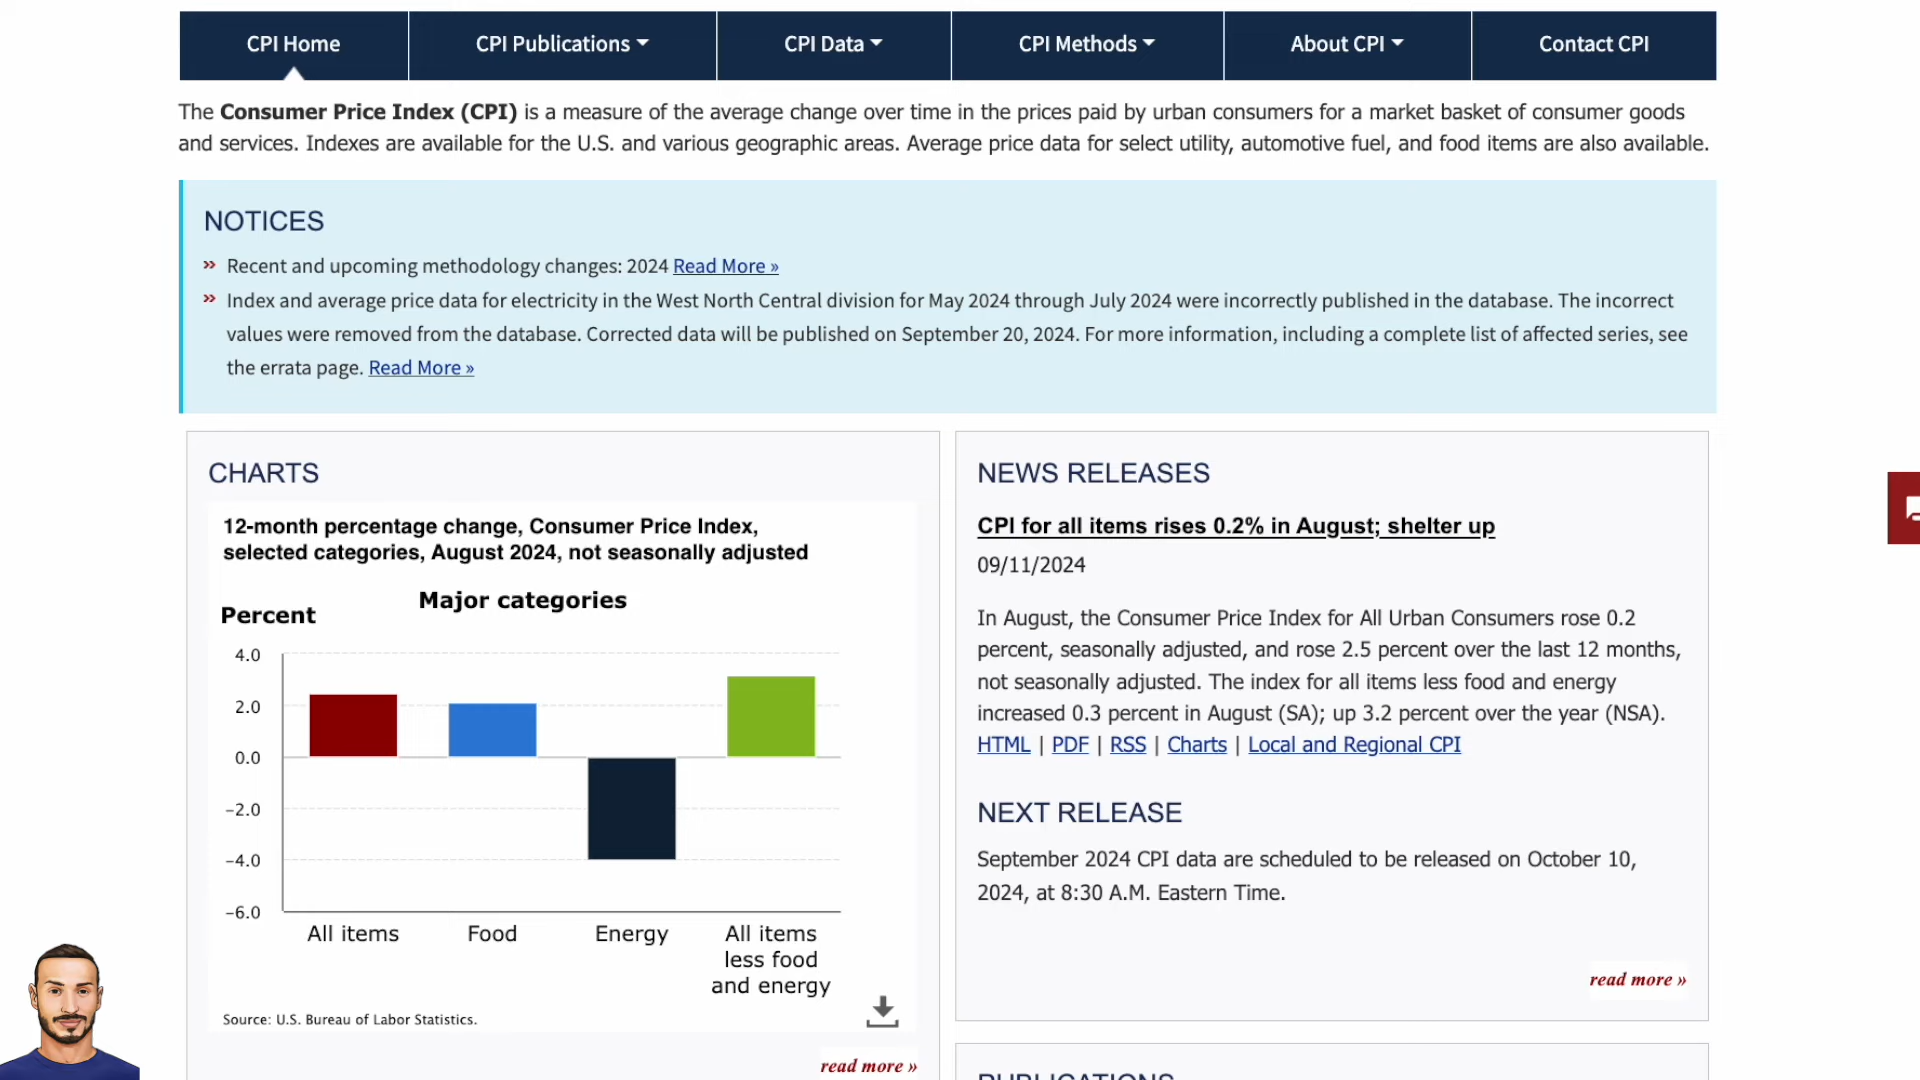 CPI Home
CPI Publications
CPI Data
CPI Methods
About CPI
Contact CPI
The Consumer Price Index (CPI) is a measure of the average change over time in the prices paid by urban consumers for a market basket of consumer goods
and services. Indexes are available for the U.S. and various geographic areas. Average price data for select utility, automotive fuel, and food items are also available.
NOTICES
» Recent and upcoming methodology changes: 2024 Read More »
» Index and average price data for electricity in the West North Central division for May 2024 through July 2024 were incorrectly published in the database. The incorrect
values were removed from the database. Corrected data will be published on September 20, 2024. For more information, including a complete list of affected series, see
the errata page. Read More »
CHARTS
12-month percentage change, Consumer Price Index,
selected categories, August 2024, not seasonally adjusted
Major categories
Percent
4.0
2.0
0.0
−2.0
−4.0
−6.0
All items
Food
Energy
All items
less food
and energy
Source: U.S. Bureau of Labor Statistics.
read more »
NEWS RELEASES
CPI for all items rises 0.2% in August; shelter up
09/11/2024
In August, the Consumer Price Index for All Urban Consumers rose 0.2
percent, seasonally adjusted, and rose 2.5 percent over the last 12 months,
not seasonally adjusted. The index for all items less food and energy
increased 0.3 percent in August (SA); up 3.2 percent over the year (NSA).
HTML | PDF | RSS | Charts | Local and Regional CPI
NEXT RELEASE
September 2024 CPI data are scheduled to be released on October 10,
2024, at 8:30 A.M. Eastern Time.
read more »
PUBLICATIONS